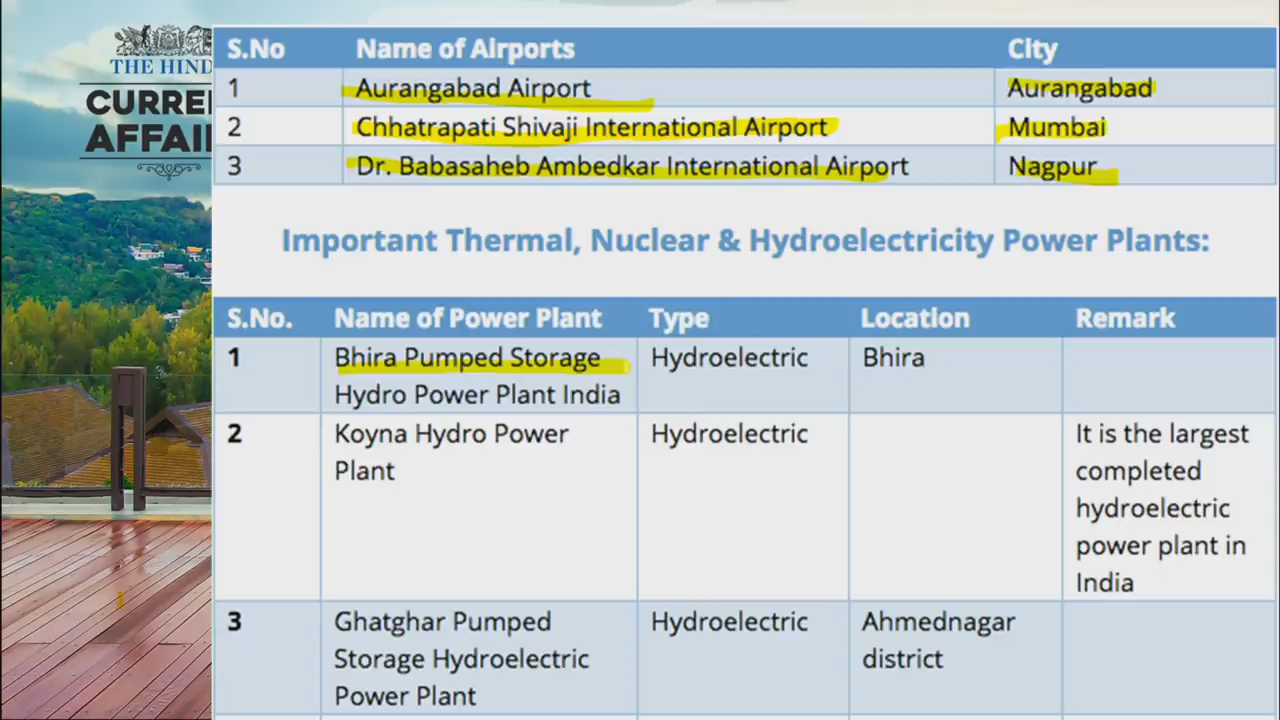 THE HIND
CURRE
AFFAI
S.No Name of Airports City
1 Aurangabad Airport Aurangabad
2 Chhatrapati Shivaji International Airport Mumbai
3 Dr. Babasaheb Ambedkar International Airport Nagpur
Important Thermal, Nuclear & Hydroelectricity Power Plants:
S.No. Name of Power Plant Type Location Remark
1 Bhira Pumped Storage Hydroelectric Bhira
Hydro Power Plant India
2 Koyna Hydro Power Hydroelectric It is the largest
Plant completed
hydroelectric
power plant in
India
3 Ghatghar Pumped Hydroelectric Ahmednagar
Storage Hydroelectric district
Power Plant